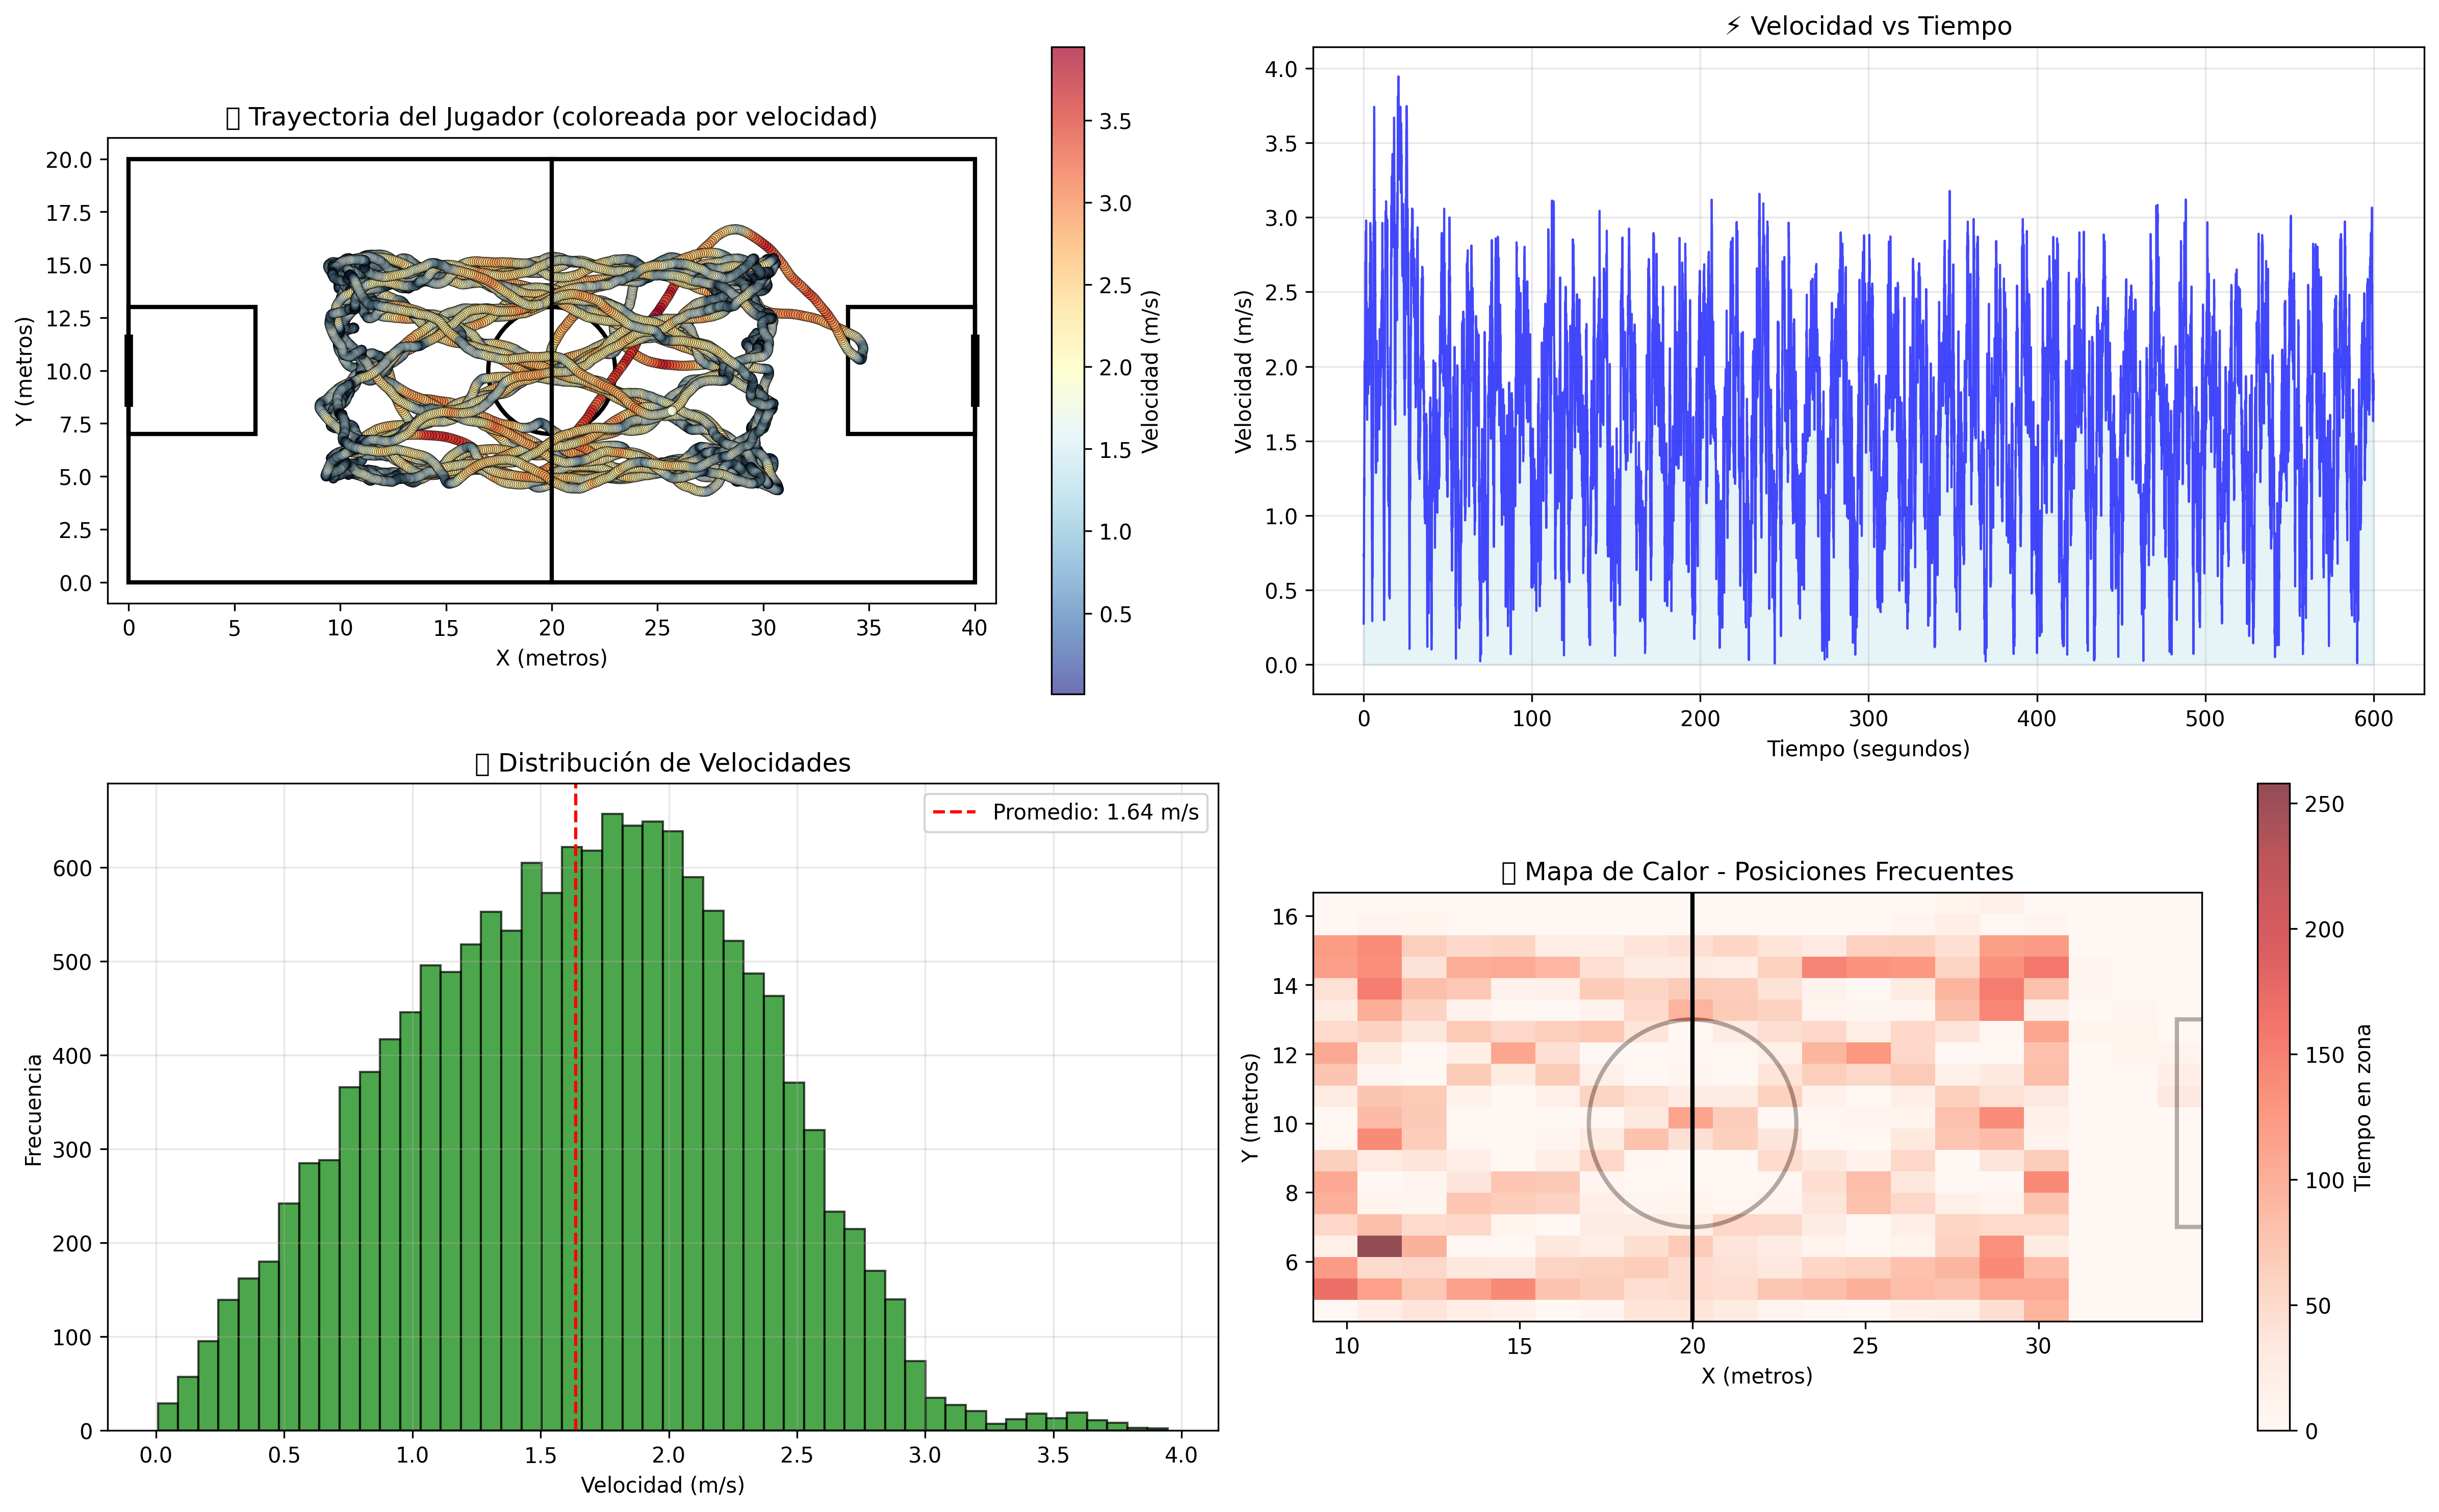 Trayectoria del Jugador (coloreada por velocidad)
20.0
17.5
15.0
12.5
10.0
7.5
5.0
2.5
0.0
Y (metros)
0 5 10 15 20 25 30 35 40
X (metros)
3.5
3.0
2.5
2.0
1.5
1.0
0.5
Velocidad (m/s)
⚡ Velocidad vs Tiempo
4.0
3.5
3.0
2.5
2.0
1.5
1.0
0.5
0.0
Velocidad (m/s)
0 100 200 300 400 500 600
Tiempo (segundos)
Distribución de Velocidades
Promedio: 1.64 m/s
600
500
400
300
200
100
0
Frecuencia
0.0 0.5 1.0 1.5 2.0 2.5 3.0 3.5 4.0
Velocidad (m/s)
Mapa de Calor - Posiciones Frecuentes
16
14
12
10
8
6
Y (metros)
10 15 20 25 30
X (metros)
250
200
150
100
50
0
Tiempo en zona